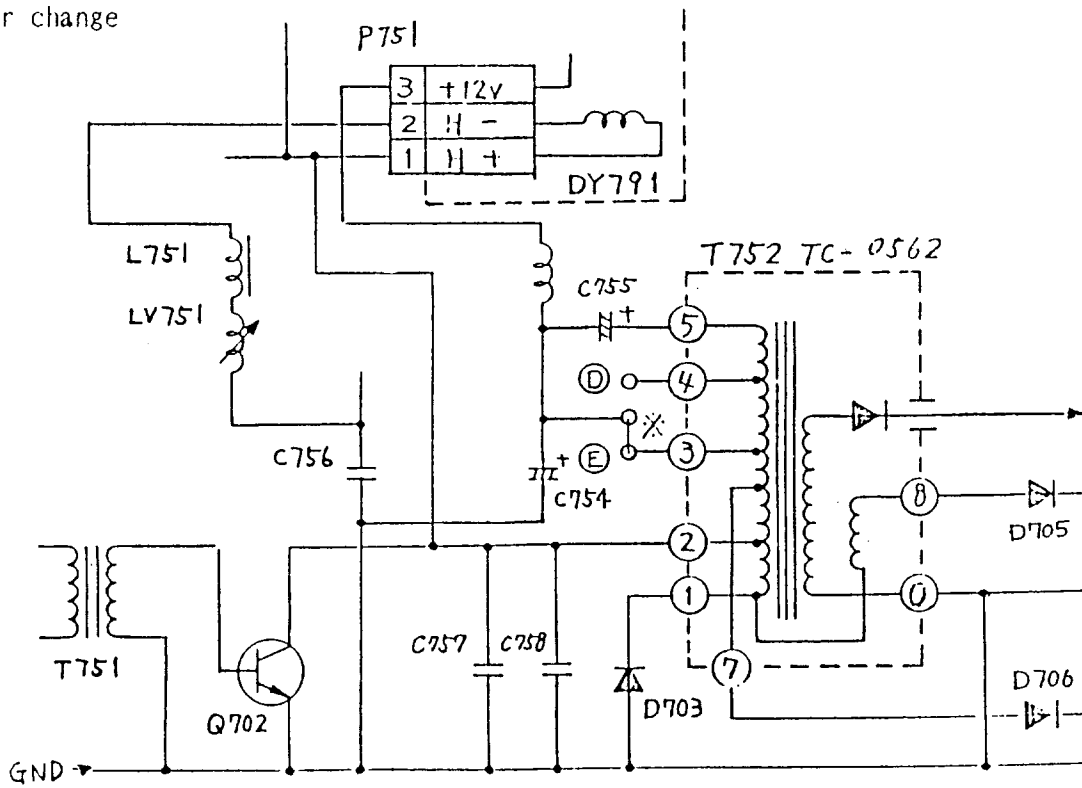 r change
P751
3 +12V
2 H -
1 H +
DY791
L751
LV751
T752 TC-0562
C755
+
5
D
4
※
E
3
C756
+
C754
8
D705
2
1
0
T751
C757
C758
7
Q702
D703
D706
GND